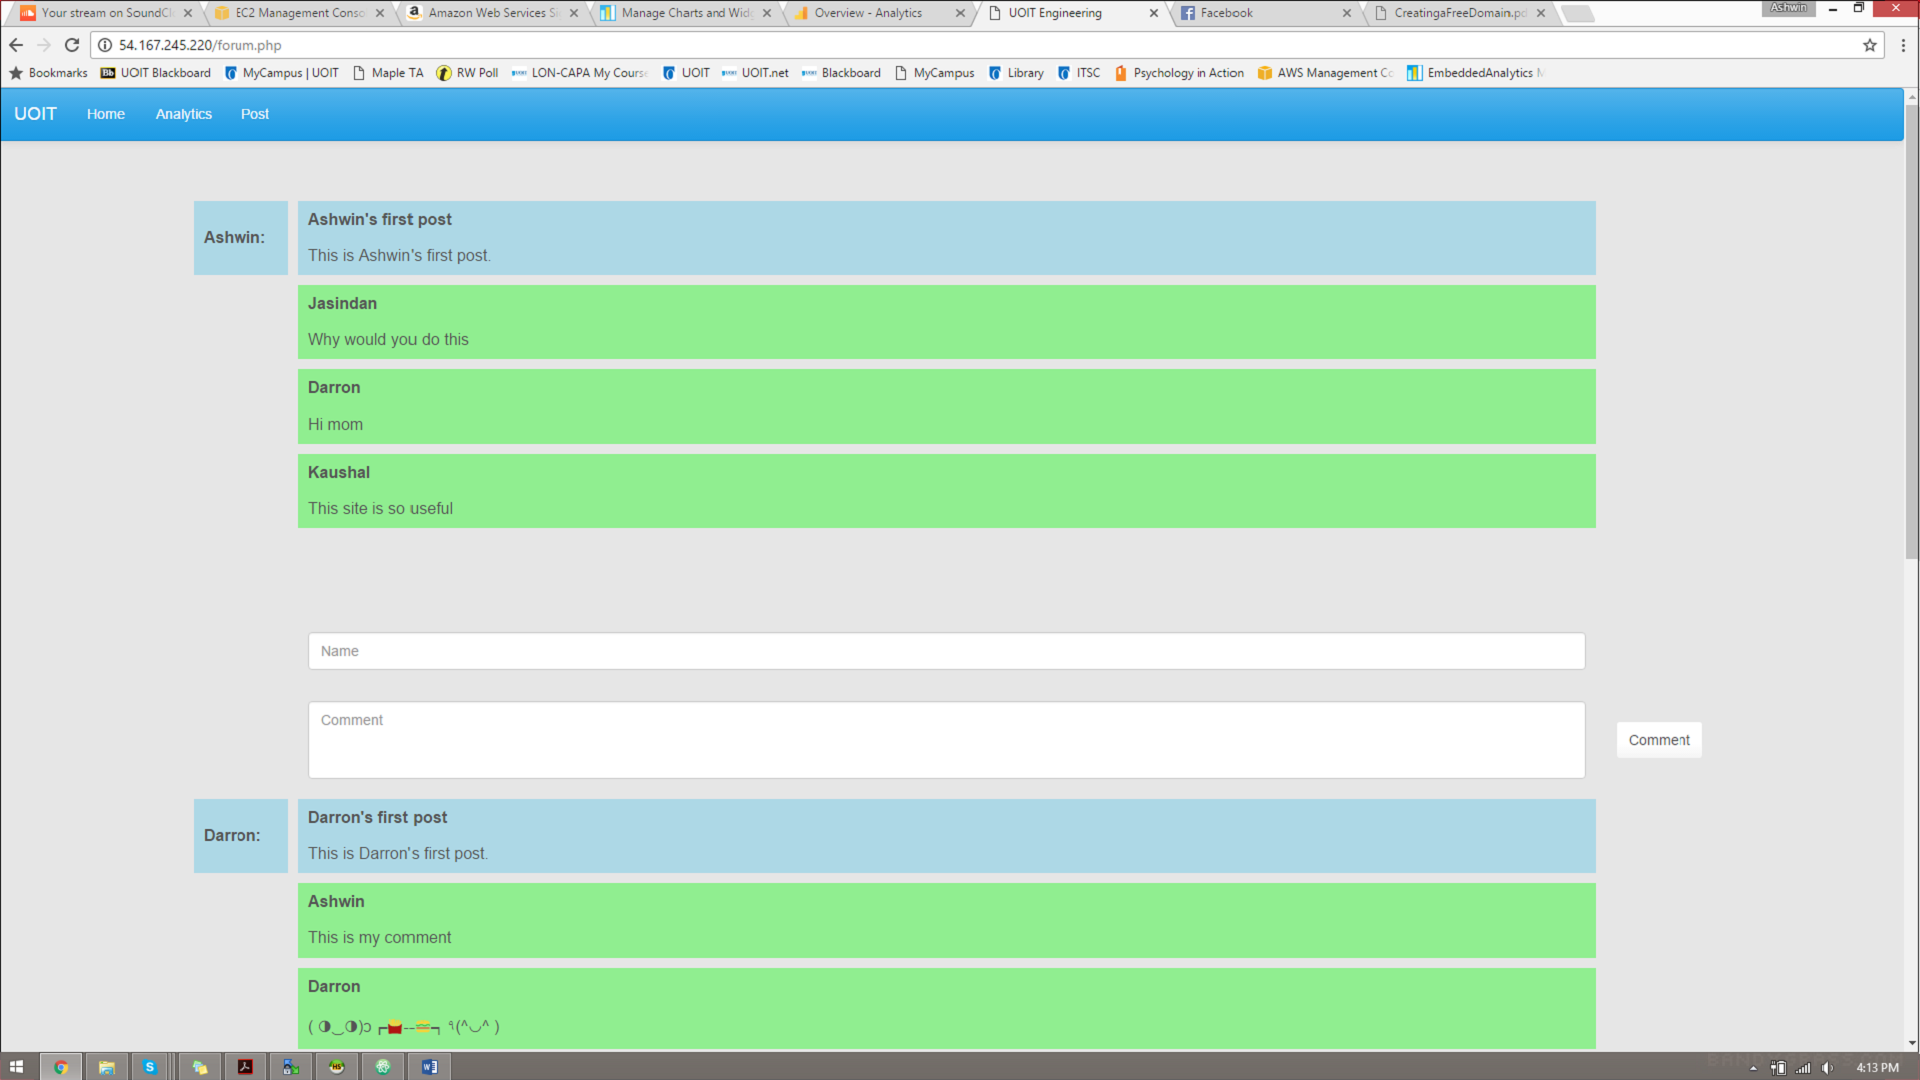 Your stream on SoundCl
EC2 Management Conso
Amazon Web Services Si
Manage Charts and Widg
Overview - Analytics
UOIT Engineering
Facebook
CreatingaFreeDomain.pd
Ashwin
54.167.245.220/forum.php
Bookmarks
UOIT Blackboard
MyCampus | UOIT
Maple TA
RW Poll
LON-CAPA My Course
UOIT
UOIT.net
Blackboard
MyCampus
Library
ITSC
Psychology in Action
AWS Management Co
EmbeddedAnalytics M
UOIT
Home
Analytics
Post
Ashwin:
Ashwin's first post
This is Ashwin's first post.
Jasindan
Why would you do this
Darron
Hi mom
Kaushal
This site is so useful
Name
Comment
Comment
Darron:
Darron's first post
This is Darron's first post.
Ashwin
This is my comment
Darron
( ◑‿◑)ɔ ┏🍟--🍔┑ ٩(^◡^ )
4:13 PM